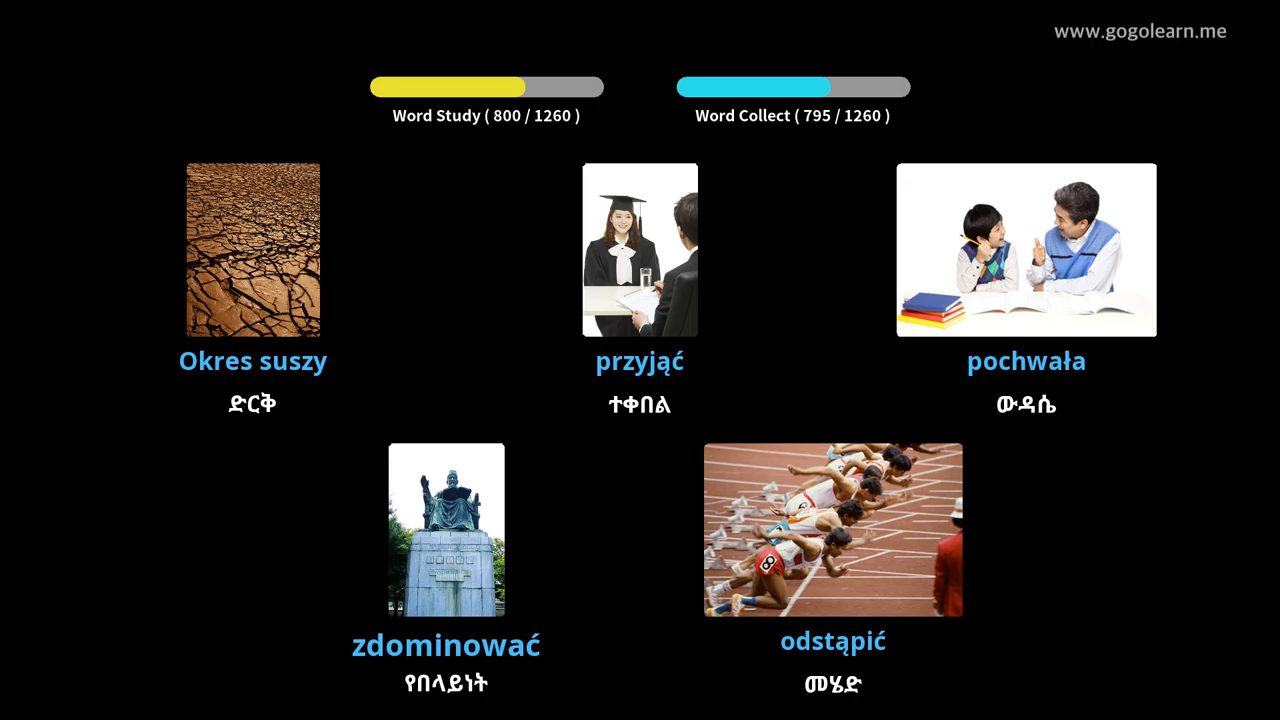 www.gogolearn.me
Word Study ( 800 / 1260 )
Word Collect ( 795 / 1260 )
Okres suszy
ድርቅ
przyjąć
ተቀበል
pochwała
ውዳሴ
zdominować
የበላይነት
odstąpić
መሄድ